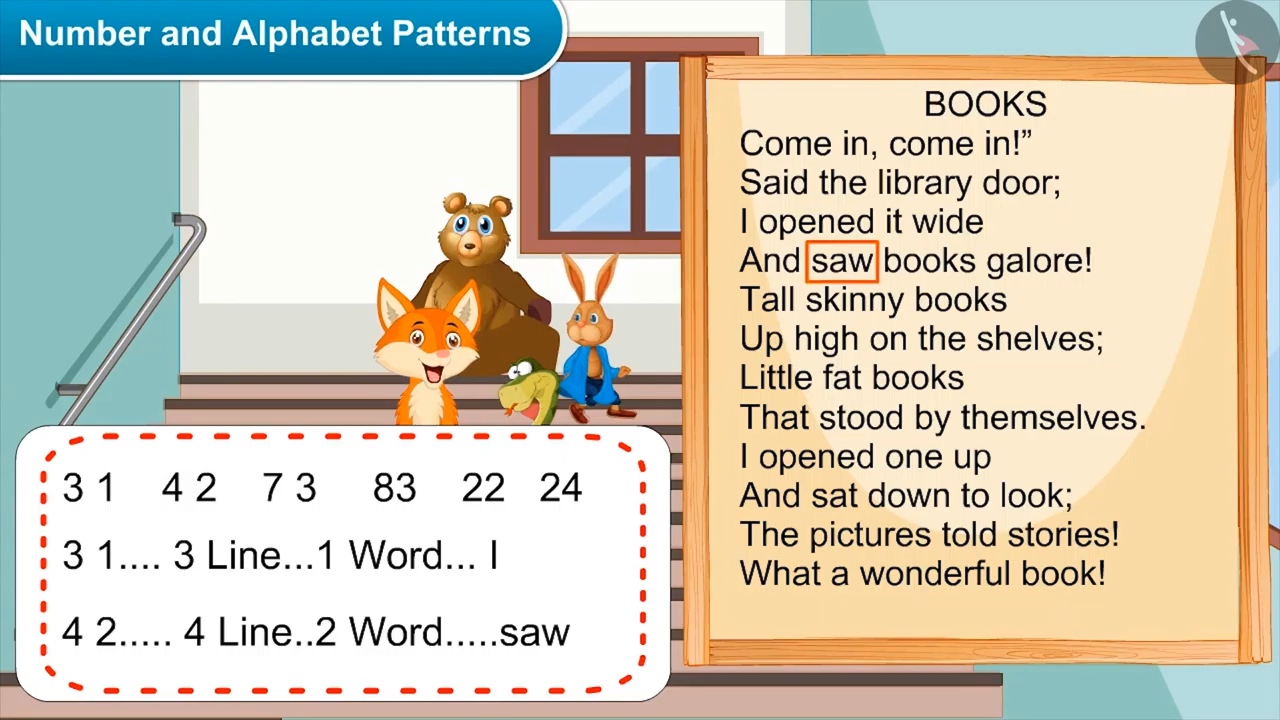 Number and Alphabet Patterns
BOOKS
Come in, come in!”
Said the library door;
I opened it wide
And saw books galore!
Tall skinny books
Up high on the shelves;
Little fat books
That stood by themselves.
I opened one up
And sat down to look;
The pictures told stories!
What a wonderful book!
3 1 4 2 7 3 83 22 24
3 1.... 3 Line...1 Word... I
4 2..... 4 Line..2 Word.....saw